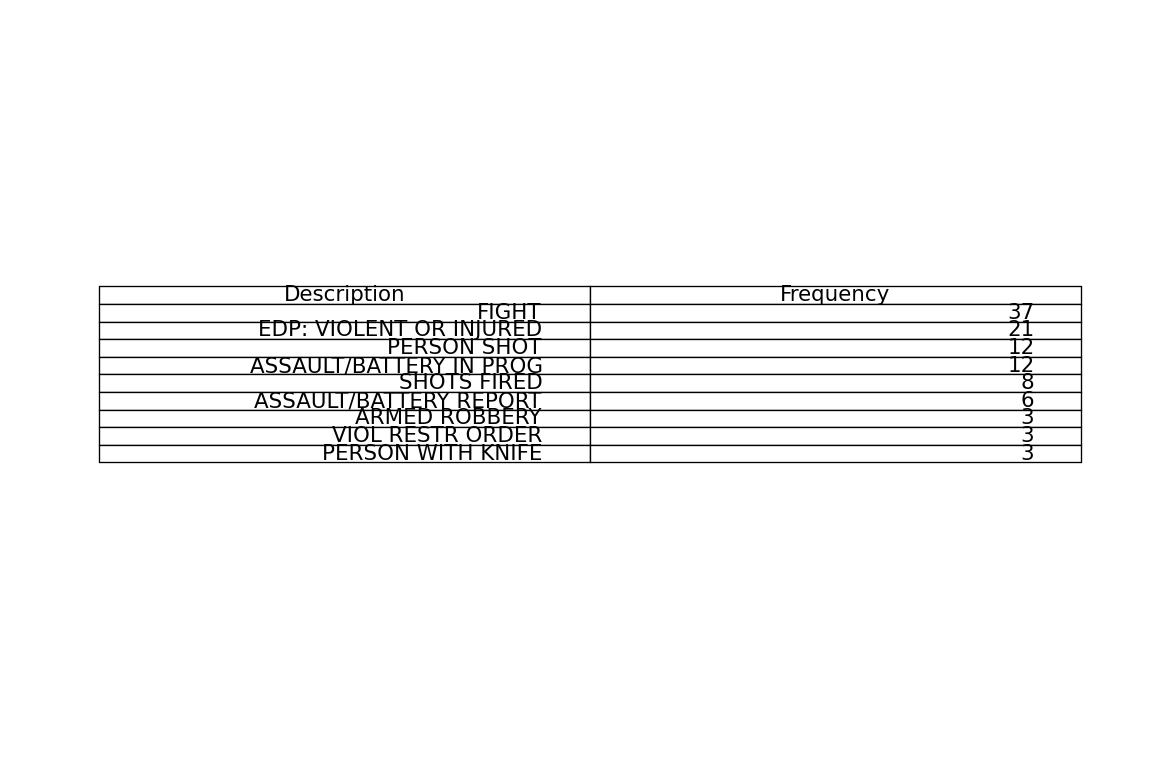 Description Frequency
FIGHT 37
EDP: VIOLENT OR INJURED 21
PERSON SHOT 12
ASSAULT/BATTERY IN PROG 12
SHOTS FIRED 8
ASSAULT/BATTERY REPORT 6
ARMED ROBBERY 3
VIOL RESTR ORDER 3
PERSON WITH KNIFE 3